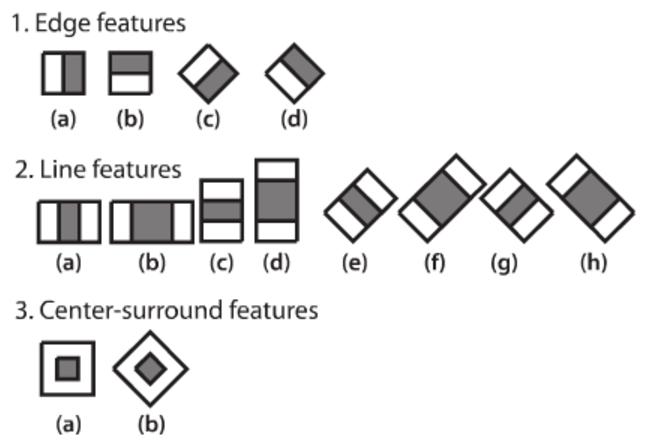 1. Edge features
(a) (b) (c) (d)
2. Line features
(a) (b) (c) (d) (e) (f) (g) (h)
3. Center-surround features
(a) (b)